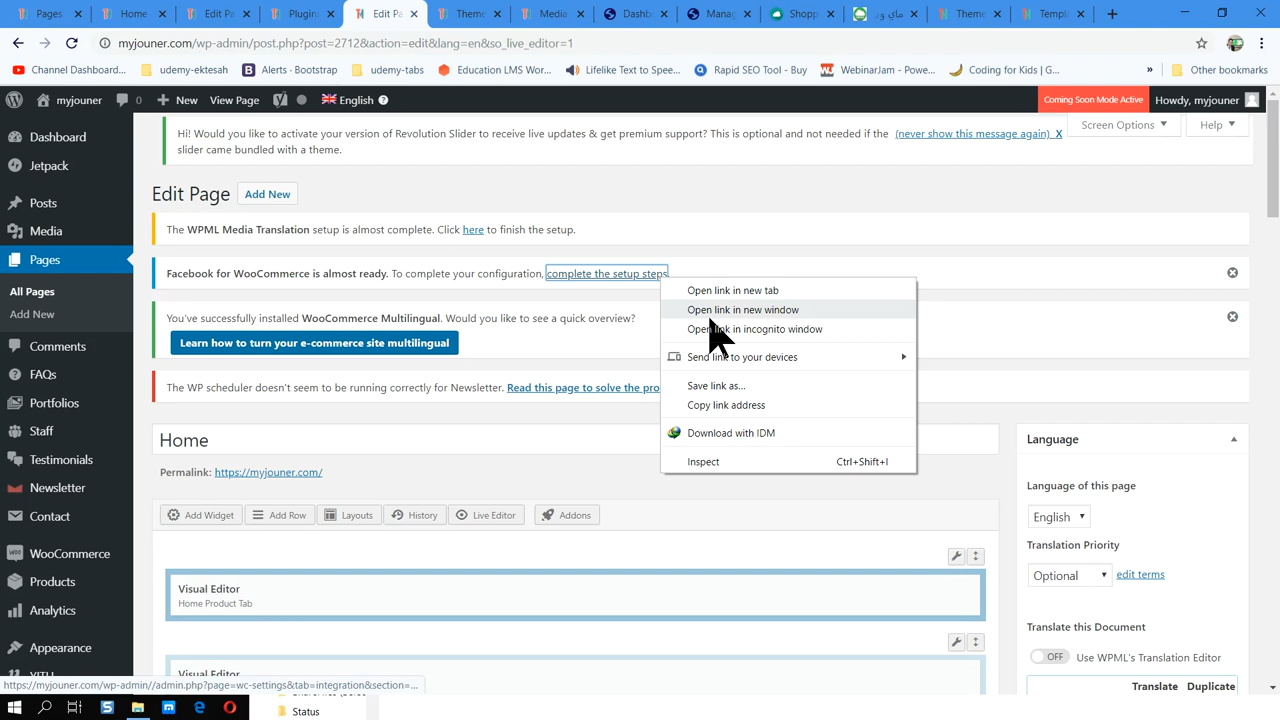 Pages
Home
Edit Pa
Plugin
Edit Pa
Theme
Media
Dashb
Manag
Shopp
ماي ود
Theme
Templ
myjouner.com/wp-admin/post.php?post=2712&action=edit&lang=en&so_live_editor=1
Channel Dashboard...
udemy-ektesah
Alerts · Bootstrap
udemy-tabs
Education LMS Wor...
Lifelike Text to Spee...
Rapid SEO Tool - Buy
WebinarJam - Powe...
Coding for Kids | G...
»
Other bookmarks
myjouner
0
New
View Page
English
Coming Soon Mode Active
Howdy, myjouner
Dashboard
Jetpack
Posts
Media
Pages
All Pages
Add New
Comments
FAQs
Portfolios
Staff
Testimonials
Newsletter
Contact
WooCommerce
Products
Analytics
Appearance
Hi! Would you like to activate your version of Revolution Slider to receive live updates & get premium support? This is optional and not needed if the
slider came bundled with a theme.
(never show this message again) X
Screen Options
Help
Edit Page
Add New
The WPML Media Translation setup is almost complete. Click here to finish the setup.
Facebook for WooCommerce is almost ready. To complete your configuration, complete the setup steps.
You've successfully installed WooCommerce Multilingual. Would you like to see a quick overview?
Learn how to turn your e-commerce site multilingual
The WP scheduler doesn't seem to be running correctly for Newsletter. Read this page to solve the pro
Open link in new tab
Open link in new window
Open link in incognito window
Send link to your devices
Save link as...
Copy link address
Download with IDM
Inspect
Ctrl+Shift+I
Home
Permalink: https://myjouner.com/
Add Widget
Add Row
Layouts
History
Live Editor
Addons
Visual Editor
Home Product Tab
Visual Editor
Language
Language of this page
English
Translation Priority
Optional
edit terms
Translate this Document
OFF
Use WPML's Translation Editor
Translate
Duplicate
https://myjouner.com/wp-admin//admin.php?page=wc-settings&tab=integration&section=...
Status